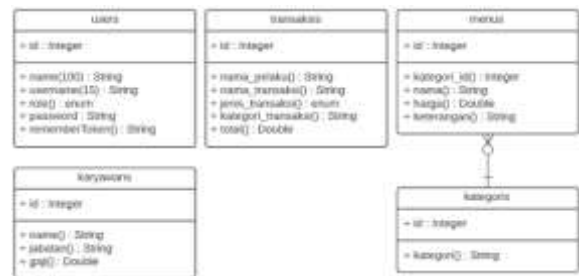 users
+ id : Integer
+ name(100) : String
+ username(15) : String
+ role() : enum
+ password : String
+ rememberToken() : String
transaksis
+ id : Integer
+ nama_pelaku() : String
+ nama_transaksi() : String
+ jenis_transaksi() : enum
+ kategori_transaksi() : String
+ total() : Double
menus
+ id : Integer
+ kategori_id() : Integer
+ nama() : String
+ harga() : Double
+ keterangan() : String
karyawans
+ id : Integer
+ name() : String
+ jabatan() : String
+ gaji() : Double
kategoris
+ id : Integer
+ kategori() : String